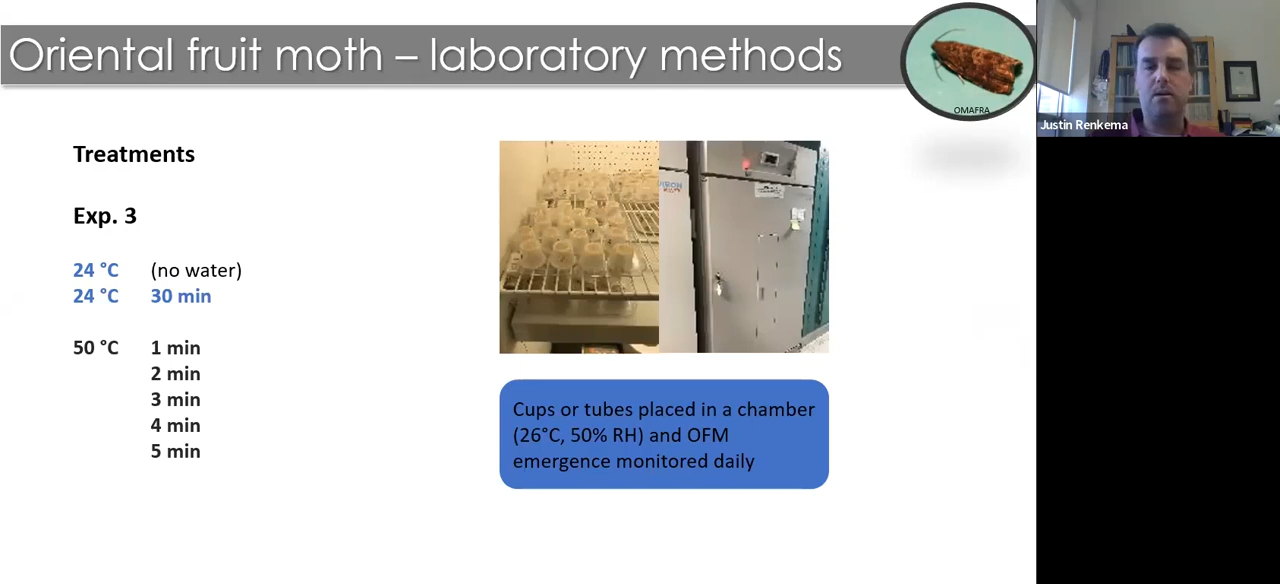 Oriental fruit moth – laboratory methods
OMAFRA
Justin Renkema
Treatments
Exp. 3
24 °C (no water)
24 °C 30 min
50 °C 1 min
2 min
3 min
4 min
5 min
Cups or tubes placed in a chamber
(26°C, 50% RH) and OFM
emergence monitored daily